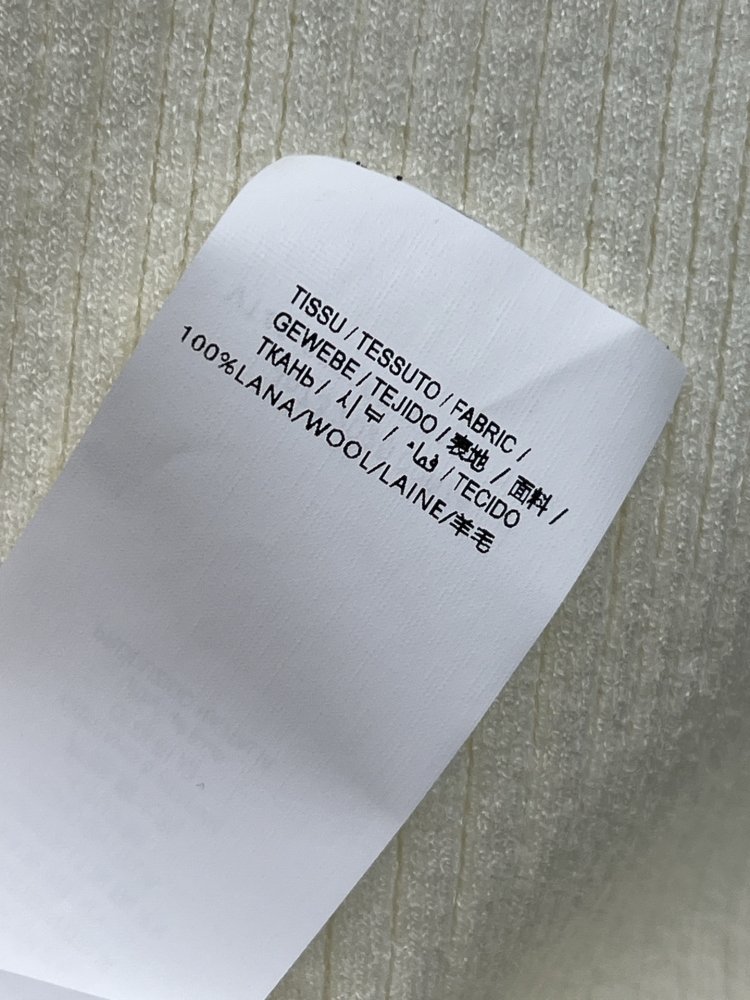 TISSU / TESSUTO / FABRIC /
GEWEBE / TEJIDO / 表地 / 面料 /
ТКАНЬ / 시부 / قماش / TECIDO
100%LANA/WOOL/LAINE/羊毛